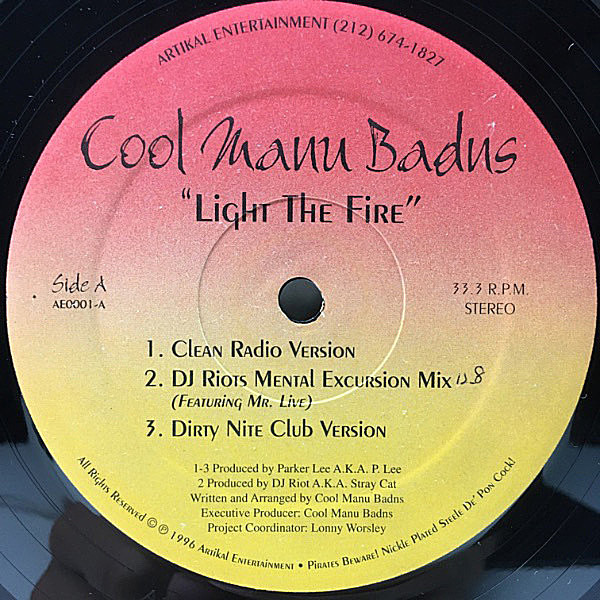 ARTIKAL ENTERTAINMENT (212) 674-1827
Cool Manu Badns
"Light The Fire"
Side A
AE0001-A
33.3 R.P.M.
STEREO
1. Clean Radio Version
2. DJ Riots Mental Excursion Mix
(Featuring Mr. Live)
3. Dirty Nite Club Version
1-3 Produced by Parker Lee A.K.A. P. Lee
2 Produced by DJ Riot A.K.A. Stray Cat
Written and Arranged by Cool Manu Badns
Executive Producer: Cool Manu Badns
Project Coordinator: Lonny Worsley
All Rights Reserved © ℗ 1996 Artikal Entertainment • Pirates Beware! Nickle Plated Steele De' Pon Cock!